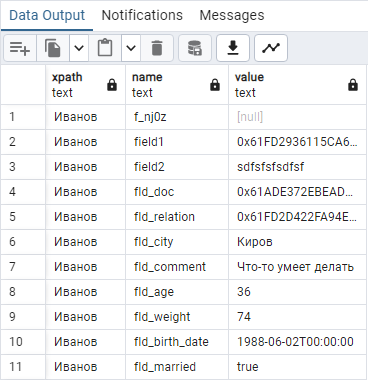 Data Output Notifications Messages
xpath name value
text text text
1 Иванов f_nj0z [null]
2 Иванов field1 0x61FD2936115CA6...
3 Иванов field2 sdfsfsfsdfsf
4 Иванов fld_doc 0x61ADE372EBEAD...
5 Иванов fld_relation 0x61FD2D422FA94E...
6 Иванов fld_city Киров
7 Иванов fld_comment Что-то умеет делать
8 Иванов fld_age 36
9 Иванов fld_weight 74
10 Иванов fld_birth_date 1988-06-02T00:00:00
11 Иванов fld_married true